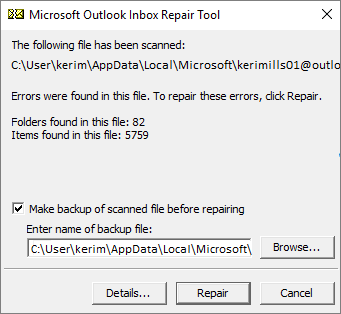 Microsoft Outlook Inbox Repair Tool
The following file has been scanned:
C:\User\kerim\AppData\Local\Microsoft\kerimills01@outlo
Errors were found in this file. To repair these errors, click Repair.
Folders found in this file: 82
Items found in this file: 5759
Make backup of scanned file before repairing
Enter name of backup file:
C:\User\kerim\AppData\Local\Microsoft\
Browse...
Details...
Repair
Cancel